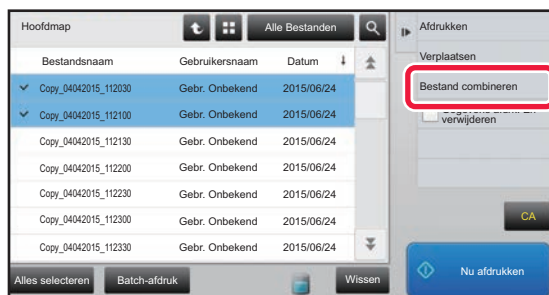 Hoofdmap
Alle Bestanden
Bestandsnaam Gebruikersnaam Datum
Copy_04042015_112030 Gebr. Onbekend 2015/06/24
Copy_04042015_112100 Gebr. Onbekend 2015/06/24
Copy_04042015_112130 Gebr. Onbekend 2015/06/24
Copy_04042015_112200 Gebr. Onbekend 2015/06/24
Copy_04042015_112230 Gebr. Onbekend 2015/06/24
Copy_04042015_112300 Gebr. Onbekend 2015/06/24
Copy_04042015_112330 Gebr. Onbekend 2015/06/24
Alles selecteren Batch-afdruk Wissen
Afdrukken
Verplaatsen
Bestand combineren
verwijderen
CA
Nu afdrukken